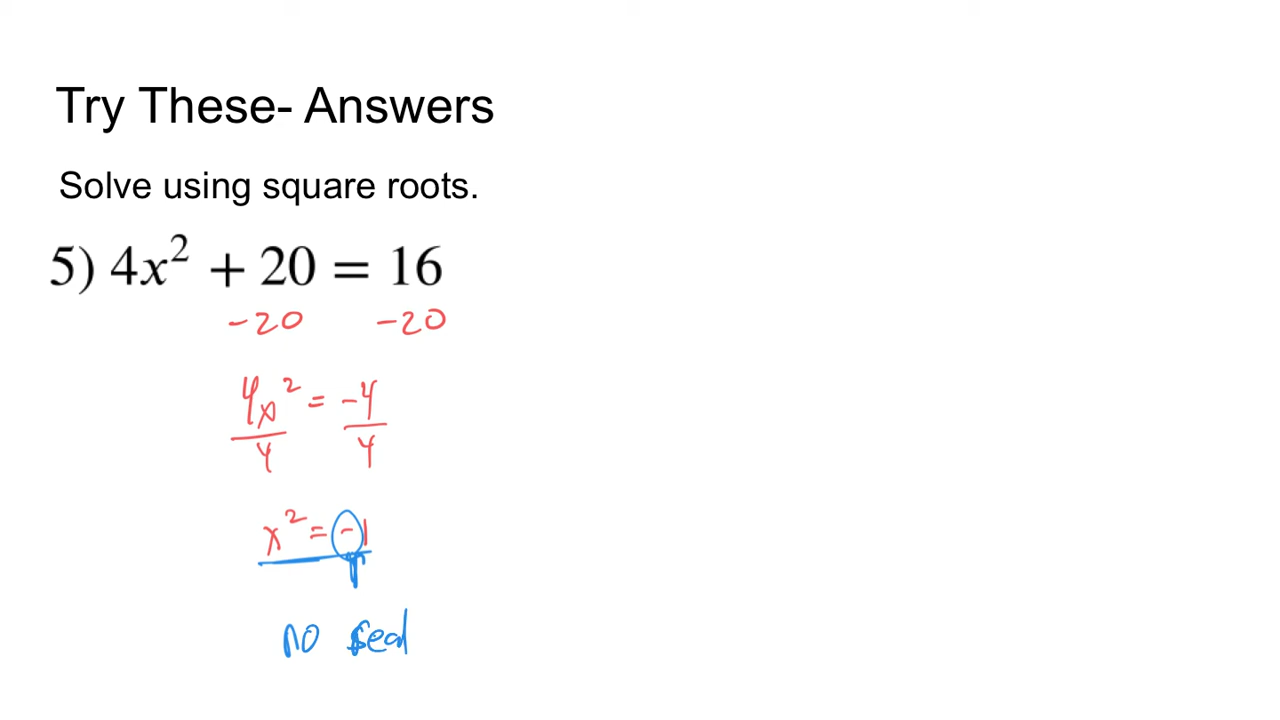 Try These- Answers
Solve using square roots.
5) 4x² + 20 = 16
-20 -20
4x² = -4
4 4
x² = -1
no real